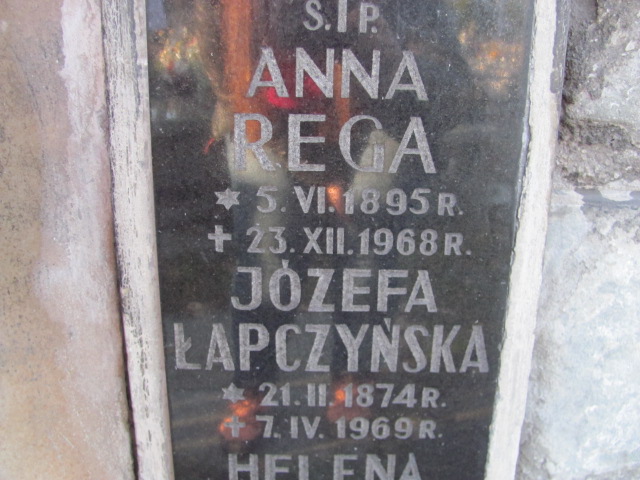 Ś.I P.
ANNA
REGA
* 5. VI. 1895 R.
+ 23. XII. 1968 R.
JÓZEFA
ŁAPCZYŃSKA
* 21. II. 1874 R.
+ 7. IV. 1969 R.
HELENA